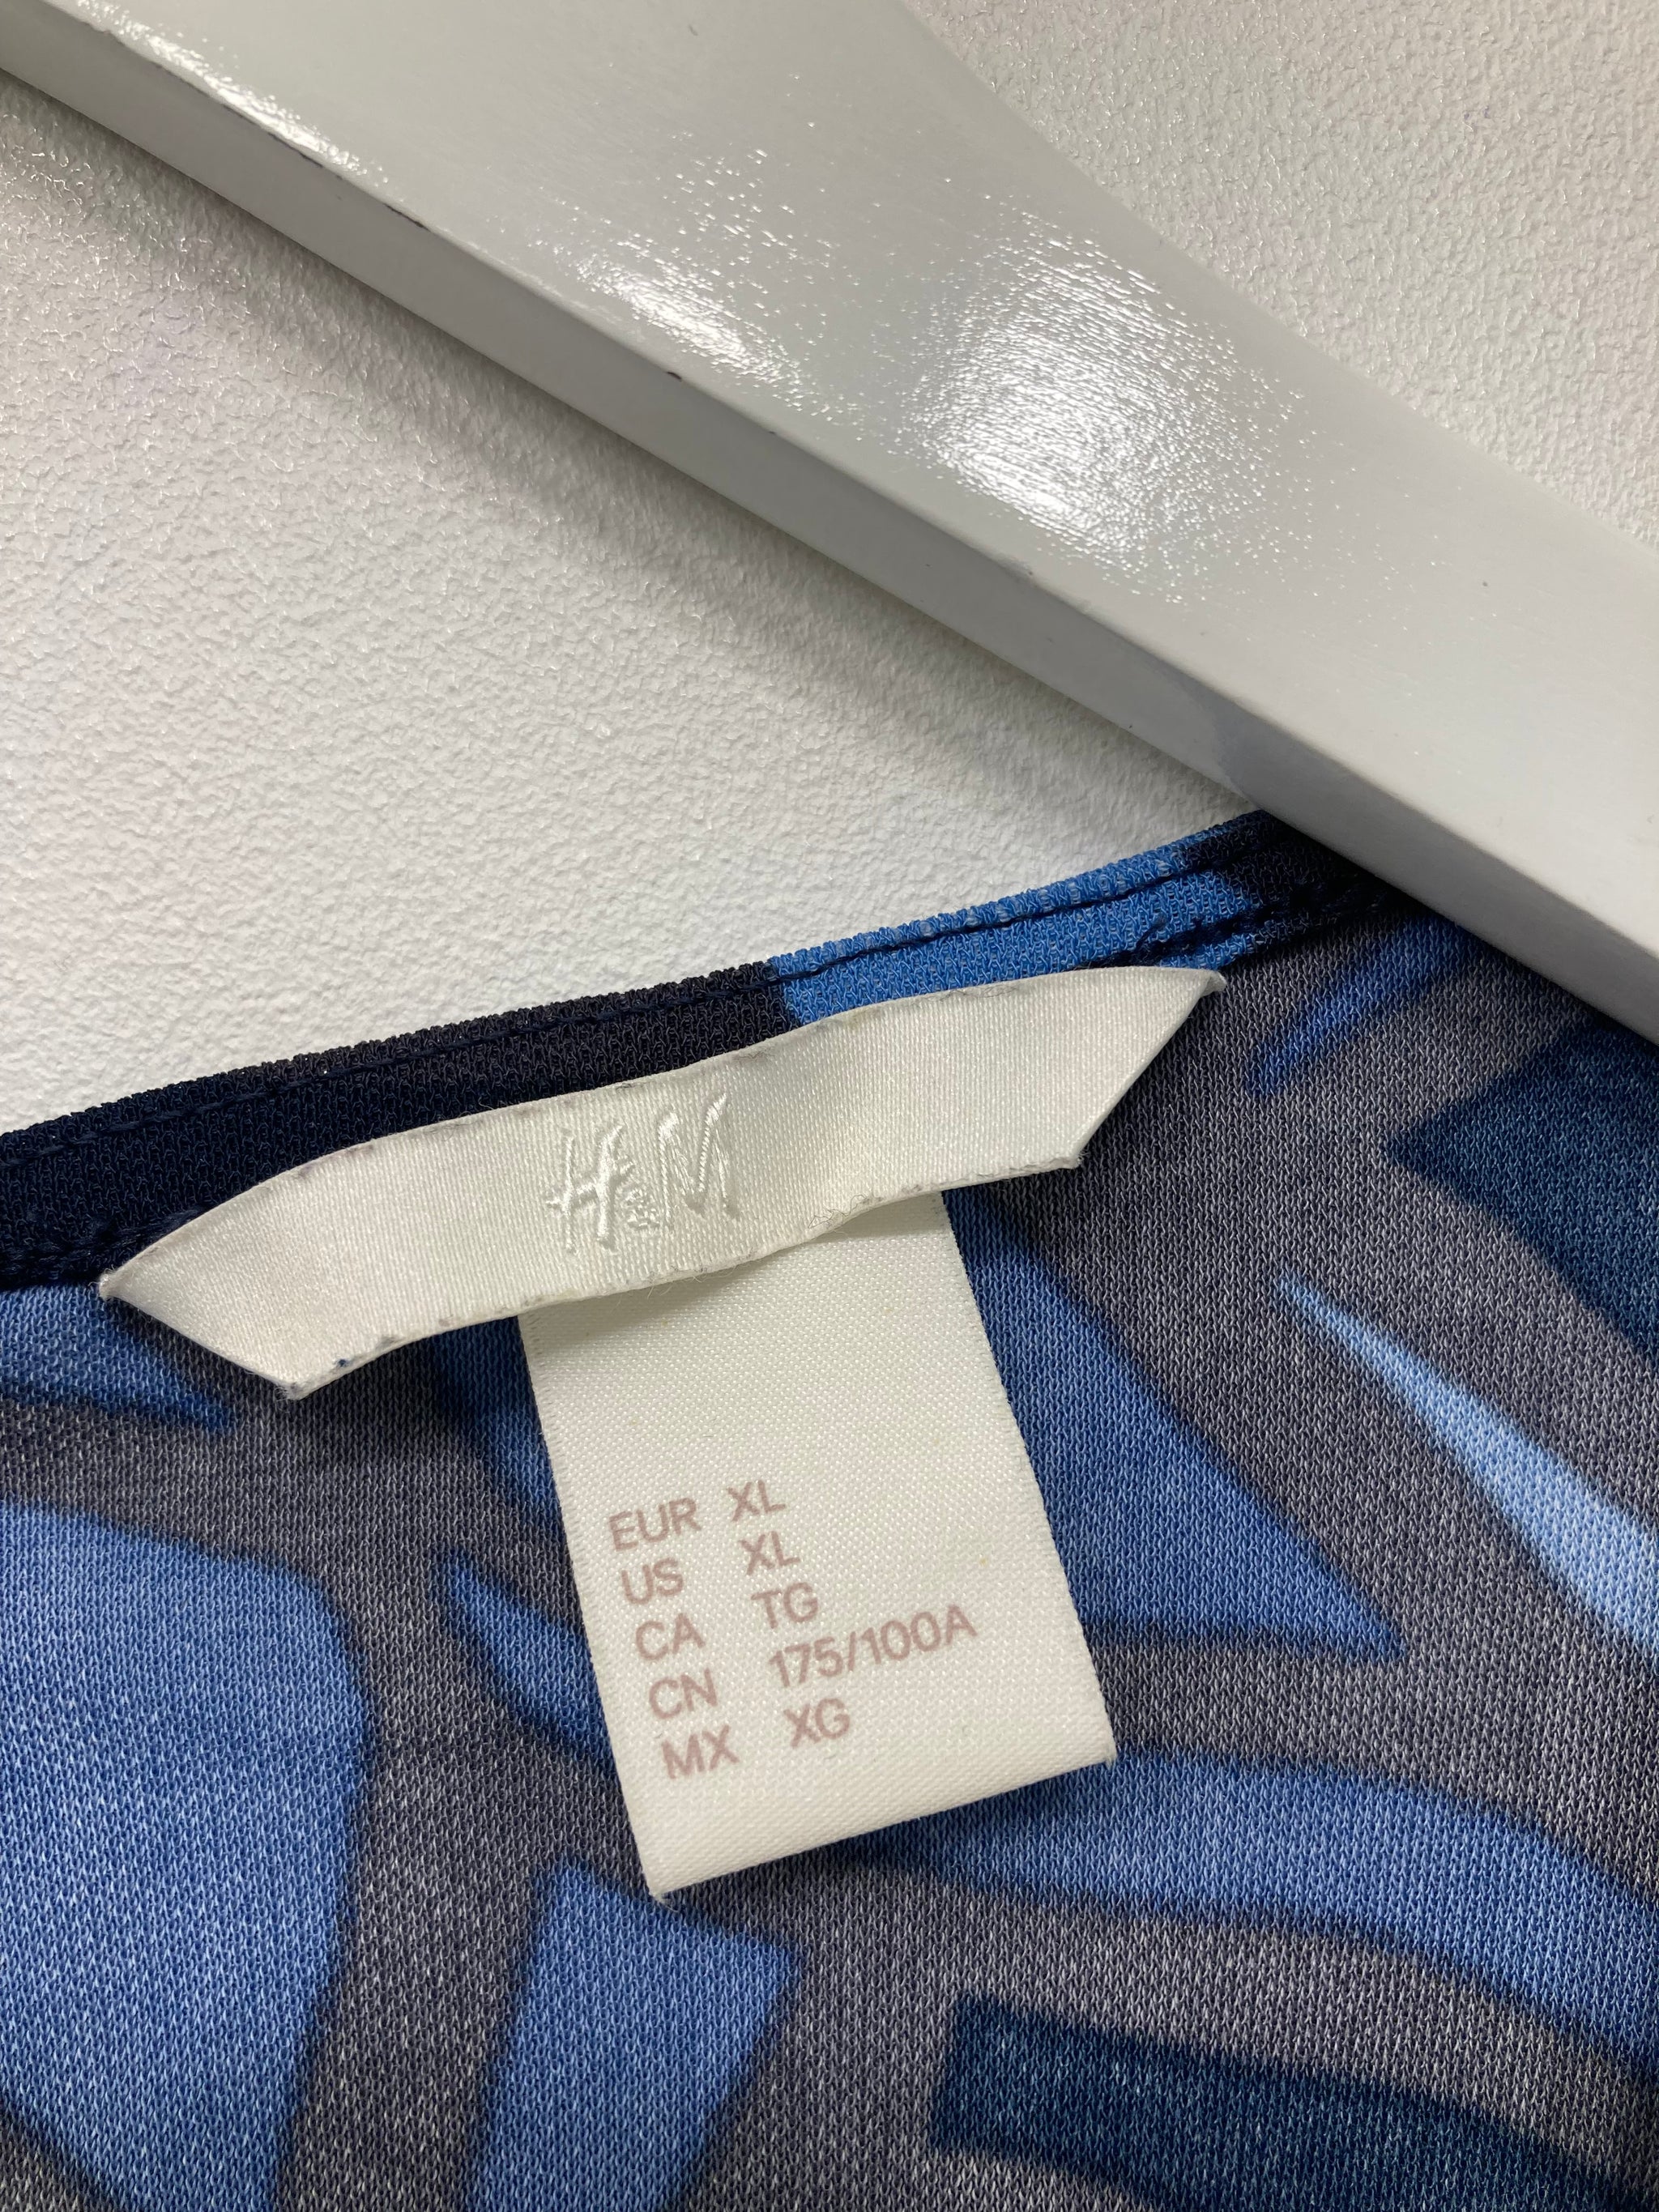 H&M
EUR XL
US XL
CA TG
CN 175/100A
MX XG